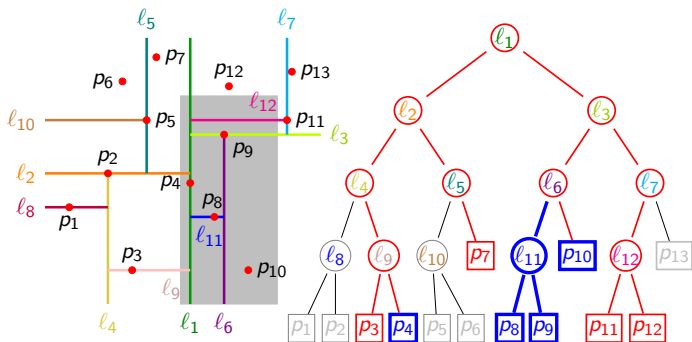 ℓ5
ℓ7
p7
p6
p12
p13
ℓ12
ℓ10
p5
p11
ℓ3
p9
p2
ℓ2
p4
ℓ8
p1
p8
ℓ11
p3
p10
ℓ9
ℓ4
ℓ1
ℓ6
ℓ1
ℓ2 ℓ3
ℓ4 ℓ5 ℓ6 ℓ7
ℓ8 ℓ9 ℓ10 p7 ℓ11 p10 ℓ12 p13
p1 p2 p3 p4 p5 p6 p8 p9 p11 p12